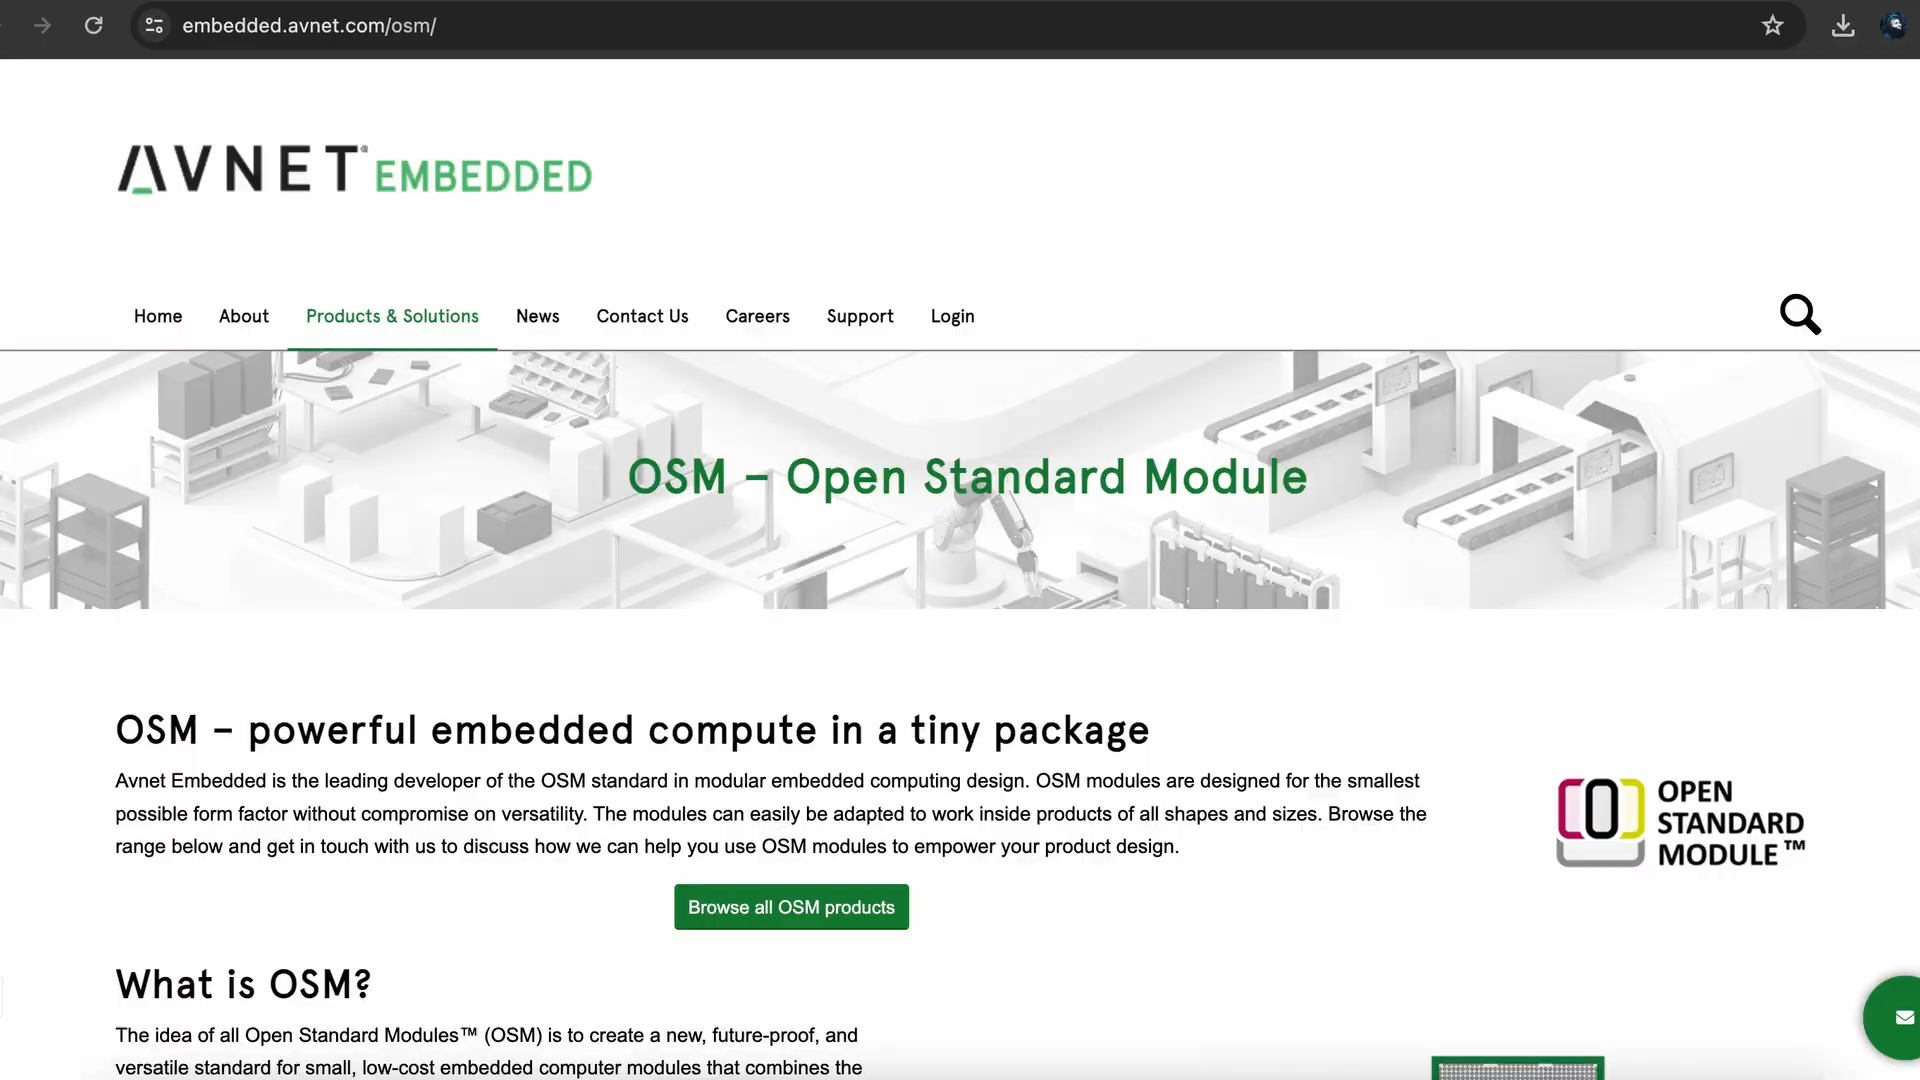 embedded.avnet.com/osm/
AVNET® EMBEDDED
Home About Products & Solutions News Contact Us Careers Support Login
OSM – Open Standard Module
OSM – powerful embedded compute in a tiny package
Avnet Embedded is the leading developer of the OSM standard in modular embedded computing design. OSM modules are designed for the smallest
possible form factor without compromise on versatility. The modules can easily be adapted to work inside products of all shapes and sizes. Browse the
range below and get in touch with us to discuss how we can help you use OSM modules to empower your product design.
OPEN
STANDARD
MODULE™
Browse all OSM products
What is OSM?
The idea of all Open Standard Modules™ (OSM) is to create a new, future-proof, and
versatile standard for small, low-cost embedded computer modules that combines the